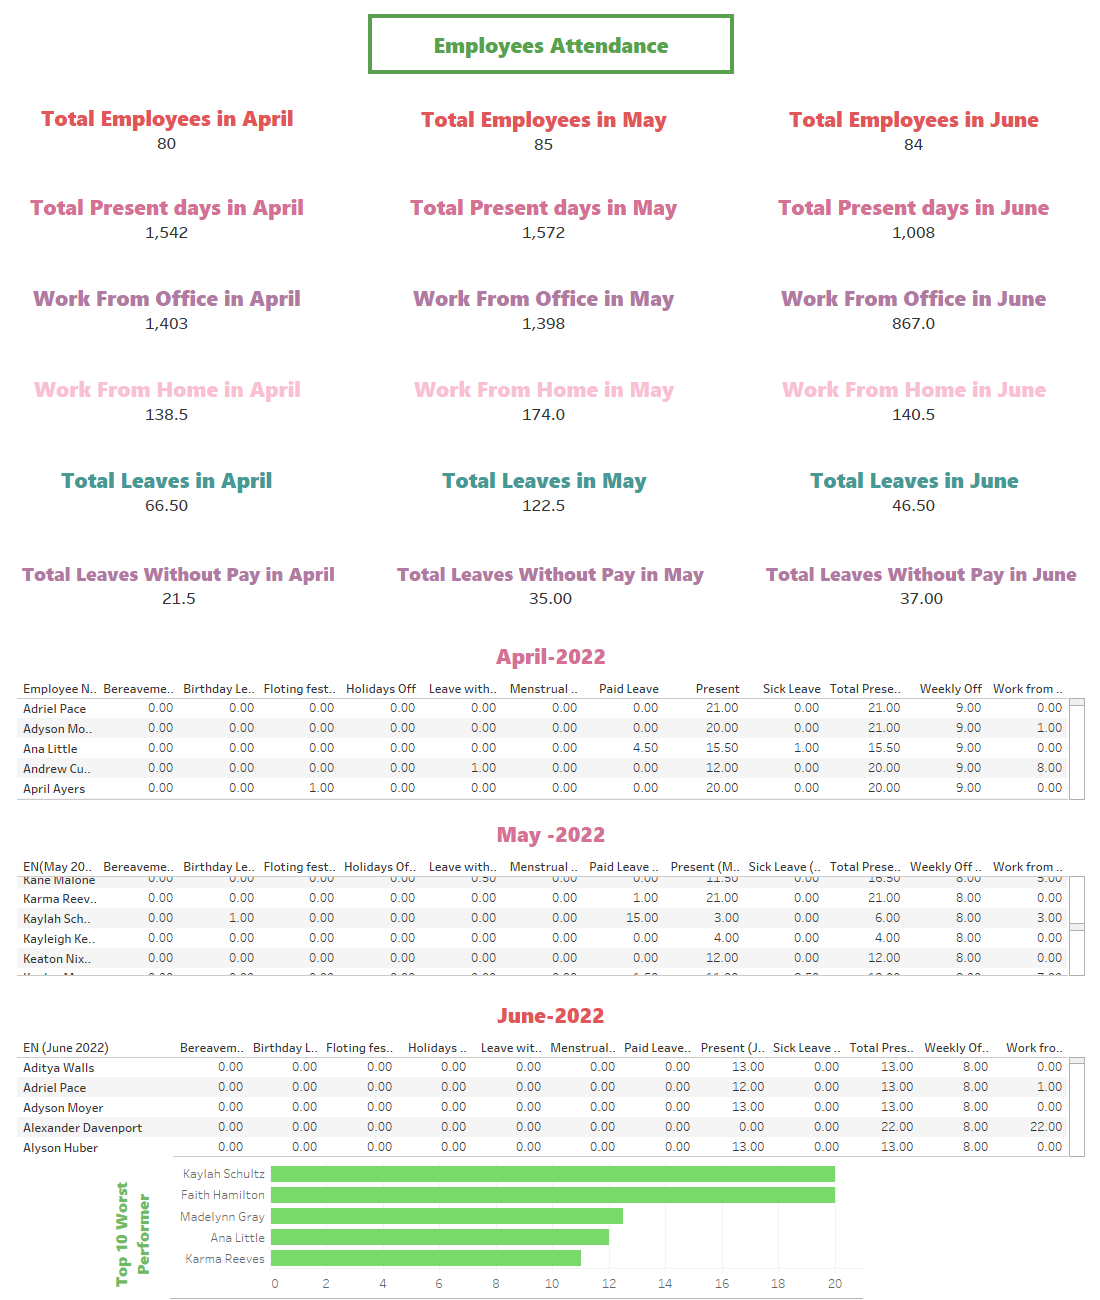 Employees Attendance
Total Employees in April
80
Total Employees in May
85
Total Employees in June
84
Total Present days in April
1,542
Total Present days in May
1,572
Total Present days in June
1,008
Work From Office in April
1,403
Work From Office in May
1,398
Work From Office in June
867.0
Work From Home in April
138.5
Work From Home in May
174.0
Work From Home in June
140.5
Total Leaves in April
66.50
Total Leaves in May
122.5
Total Leaves in June
46.50
Total Leaves Without Pay in April
21.5
Total Leaves Without Pay in May
35.00
Total Leaves Without Pay in June
37.00
April-2022
Employee N.. Bereaveme.. Birthday Le.. Floting fest.. Holidays Off Leave with.. Menstrual .. Paid Leave Present Sick Leave Total Prese.. Weekly Off Work from ..
Adriel Pace 0.00 0.00 0.00 0.00 0.00 0.00 0.00 21.00 0.00 21.00 9.00 0.00
Adyson Mo.. 0.00 0.00 0.00 0.00 0.00 0.00 0.00 20.00 0.00 21.00 9.00 1.00
Ana Little 0.00 0.00 0.00 0.00 0.00 0.00 4.50 15.50 1.00 15.50 9.00 0.00
Andrew Cu.. 0.00 0.00 0.00 0.00 1.00 0.00 0.00 12.00 0.00 20.00 9.00 8.00
April Ayers 0.00 0.00 1.00 0.00 0.00 0.00 0.00 20.00 0.00 20.00 9.00 0.00
May -2022
EN(May 20.. Bereaveme.. Birthday Le.. Floting fest.. Holidays Of.. Leave with.. Menstrual .. Paid Leave .. Present (M.. Sick Leave (.. Total Prese.. Weekly Off .. Work from ..
Kane Malone 0.00 0.00 0.00 0.00 0.50 0.00 0.00 11.50 0.00 16.50 8.00 5.00
Karma Reev.. 0.00 0.00 0.00 0.00 0.00 0.00 1.00 21.00 0.00 21.00 8.00 0.00
Kaylah Sch.. 0.00 1.00 0.00 0.00 0.00 0.00 15.00 3.00 0.00 6.00 8.00 3.00
Kayleigh Ke.. 0.00 0.00 0.00 0.00 0.00 0.00 0.00 4.00 0.00 4.00 8.00 0.00
Keaton Nix.. 0.00 0.00 0.00 0.00 0.00 0.00 0.00 12.00 0.00 12.00 8.00 0.00
June-2022
EN (June 2022) Bereavem.. Birthday L.. Floting fes.. Holidays .. Leave wit.. Menstrual.. Paid Leave.. Present (J.. Sick Leave .. Total Pres.. Weekly Of.. Work fro..
Aditya Walls 0.00 0.00 0.00 0.00 0.00 0.00 0.00 13.00 0.00 13.00 8.00 0.00
Adriel Pace 0.00 0.00 0.00 0.00 0.00 0.00 0.00 12.00 0.00 13.00 8.00 1.00
Adyson Moyer 0.00 0.00 0.00 0.00 0.00 0.00 0.00 13.00 0.00 13.00 8.00 0.00
Alexander Davenport 0.00 0.00 0.00 0.00 0.00 0.00 0.00 0.00 0.00 22.00 8.00 22.00
Alyson Huber 0.00 0.00 0.00 0.00 0.00 0.00 0.00 13.00 0.00 13.00 8.00 0.00
Top 10 Worst
Performer
Kaylah Schultz
Faith Hamilton
Madelynn Gray
Ana Little
Karma Reeves
0 2 4 6 8 10 12 14 16 18 20